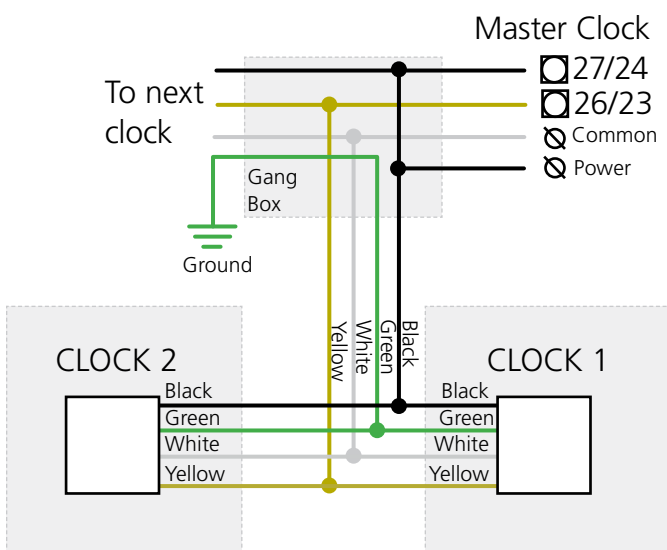 Master Clock
27/24
26/23
Common
Power
To next
clock
Gang
Box
Ground
Yellow
White
Green
Black
CLOCK 2
Black
Green
White
Yellow
CLOCK 1
Black
Green
White
Yellow